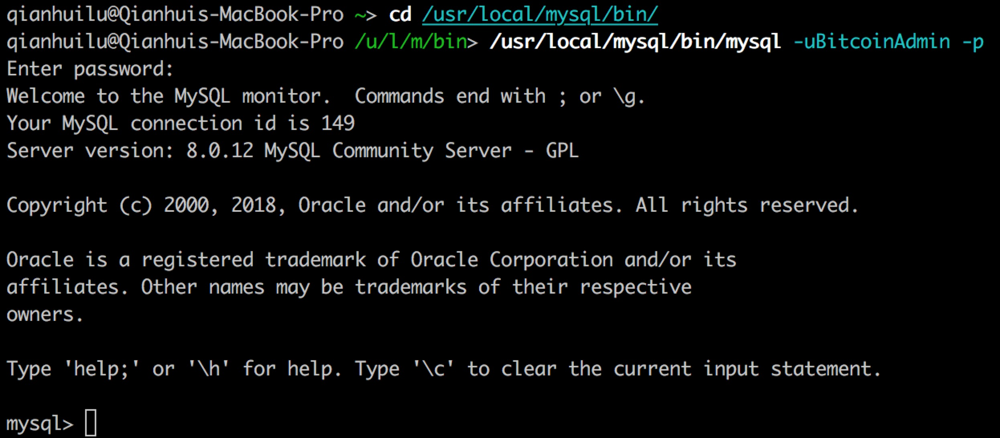 qianhuilu@Qianhuis-MacBook-Pro ~> cd /usr/local/mysql/bin/
qianhuilu@Qianhuis-MacBook-Pro /u/l/m/bin> /usr/local/mysql/bin/mysql -uBitcoinAdmin -p
Enter password:
Welcome to the MySQL monitor.  Commands end with ; or \g.
Your MySQL connection id is 149
Server version: 8.0.12 MySQL Community Server - GPL
Copyright (c) 2000, 2018, Oracle and/or its affiliates. All rights reserved.
Oracle is a registered trademark of Oracle Corporation and/or its
affiliates. Other names may be trademarks of their respective
owners.
Type 'help;' or '\h' for help. Type '\c' to clear the current input statement.
mysql>